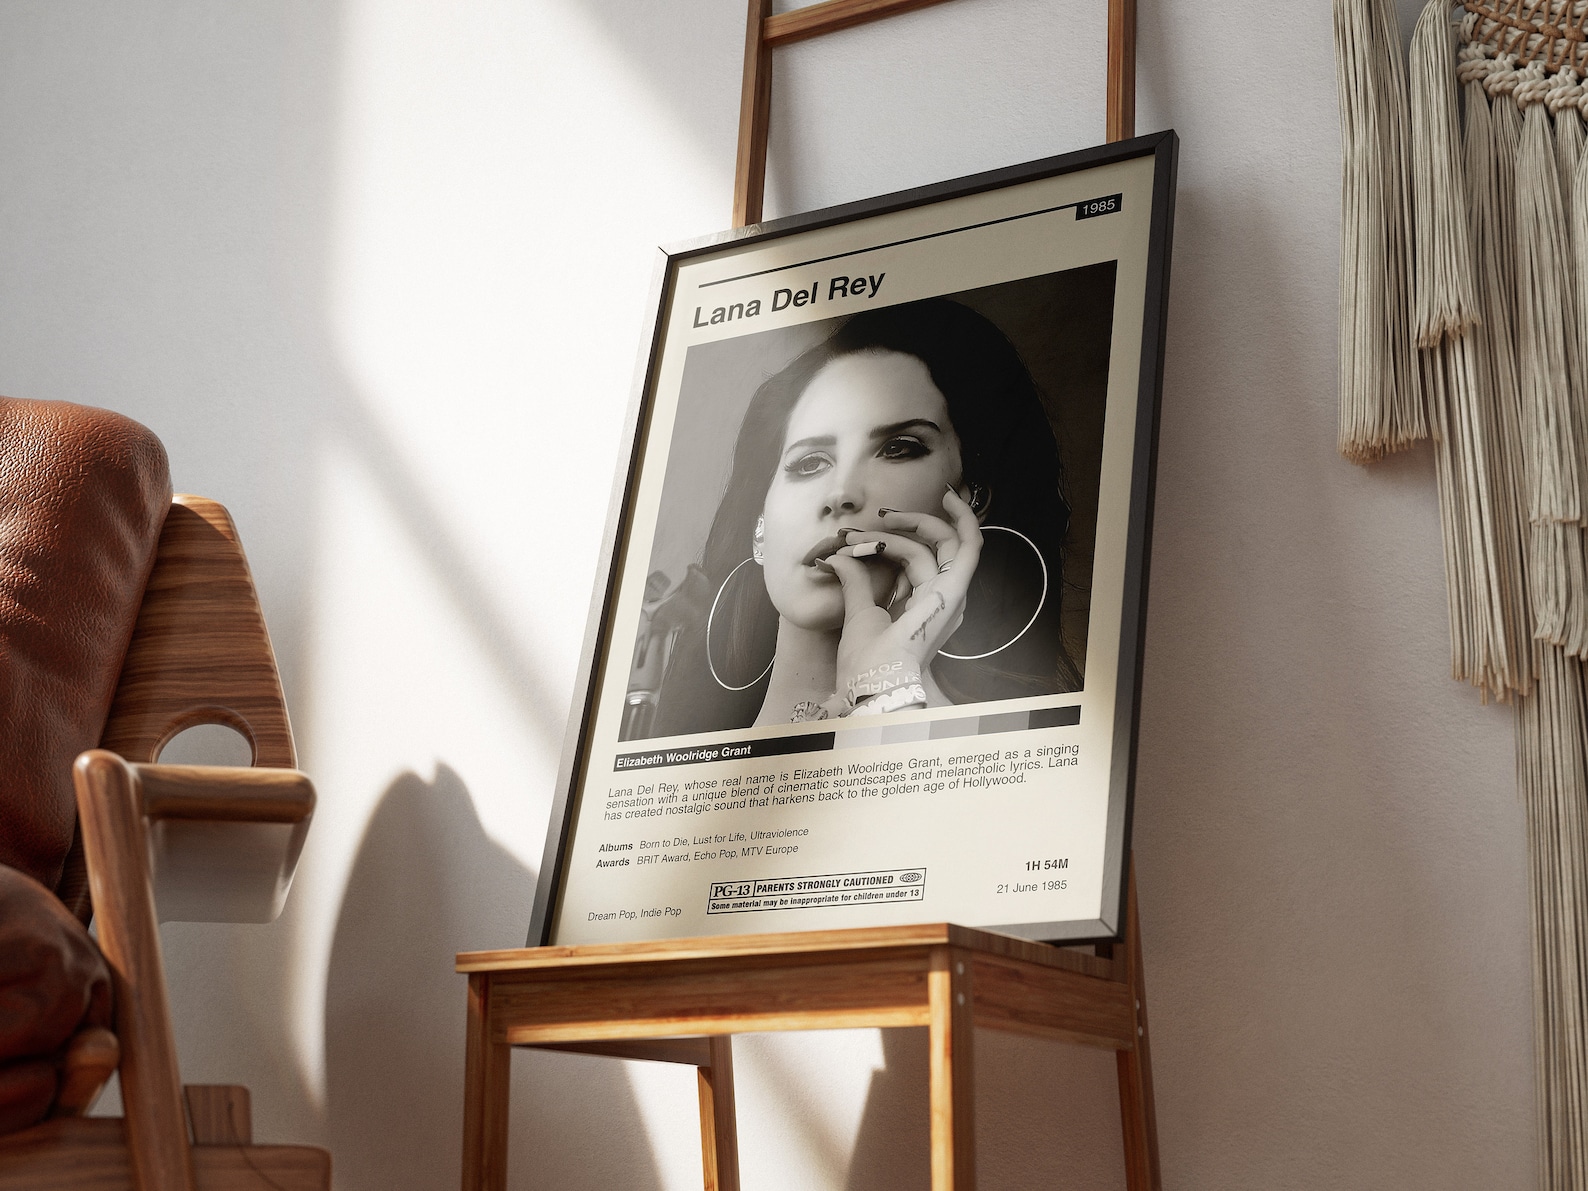 1985
Lana Del Rey
Elizabeth Woolridge Grant
Lana Del Rey, whose real name is Elizabeth Woolridge Grant, emerged as a singing
sensation with a unique blend of cinematic soundscapes and melancholic lyrics. Lana
has created nostalgic sound that harkens back to the golden age of Hollywood.
Albums Born to Die, Lust for Life, Ultraviolence
Awards BRIT Award, Echo Pop, MTV Europe
1H 54M
21 June 1985
PG-13 PARENTS STRONGLY CAUTIONED
Some material may be inappropriate for children under 13
Dream Pop, Indie Pop